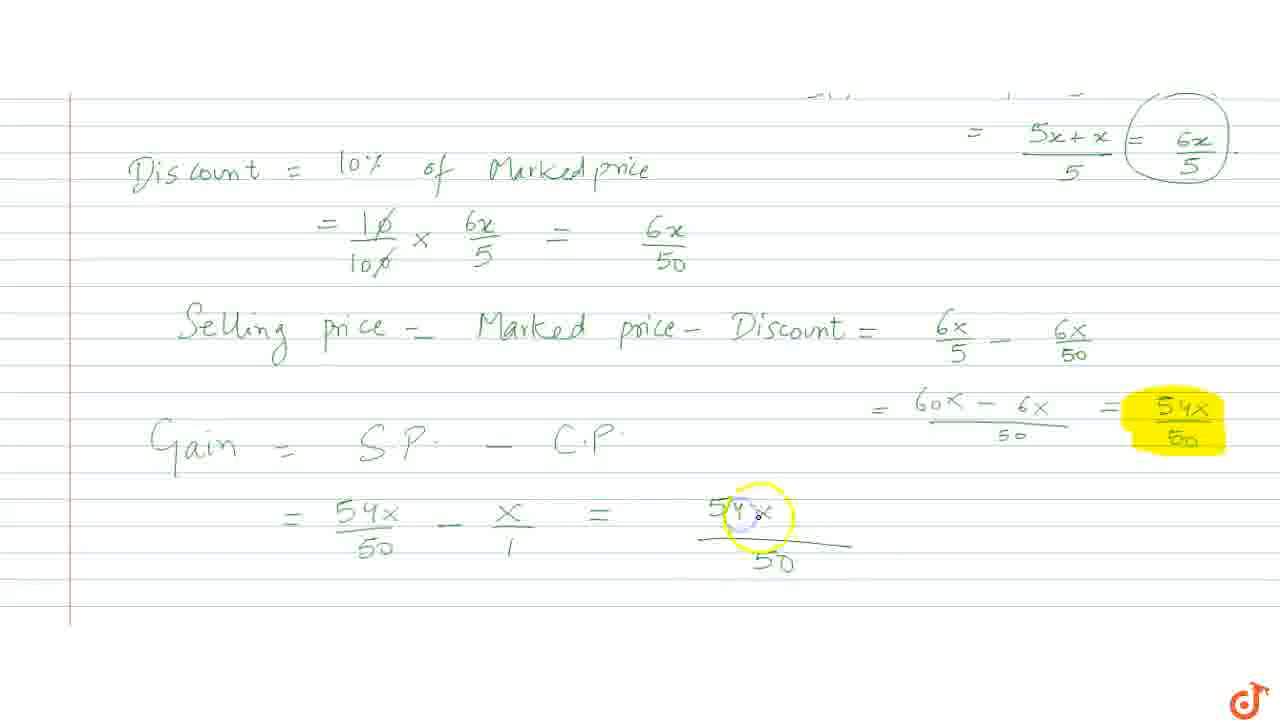 = 5x + x / 5 = 6x / 5
Discount = 10% of Marked price
= 10 / 100 × 6x / 5 = 6x / 50
Selling price = Marked price - Discount = 6x / 5 - 6x / 50
= 60x - 6x / 50 = 54x / 50
Gain = S.P. - C.P.
= 54x / 50 - x / 1 = 54x / 50